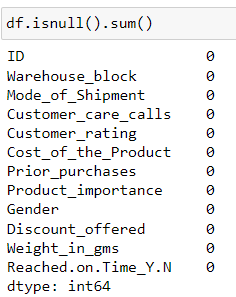 df.isnull().sum()
ID 0
Warehouse_block 0
Mode_of_Shipment 0
Customer_care_calls 0
Customer_rating 0
Cost_of_the_Product 0
Prior_purchases 0
Product_importance 0
Gender 0
Discount_offered 0
Weight_in_gms 0
Reached.on.Time_Y.N 0
dtype: int64